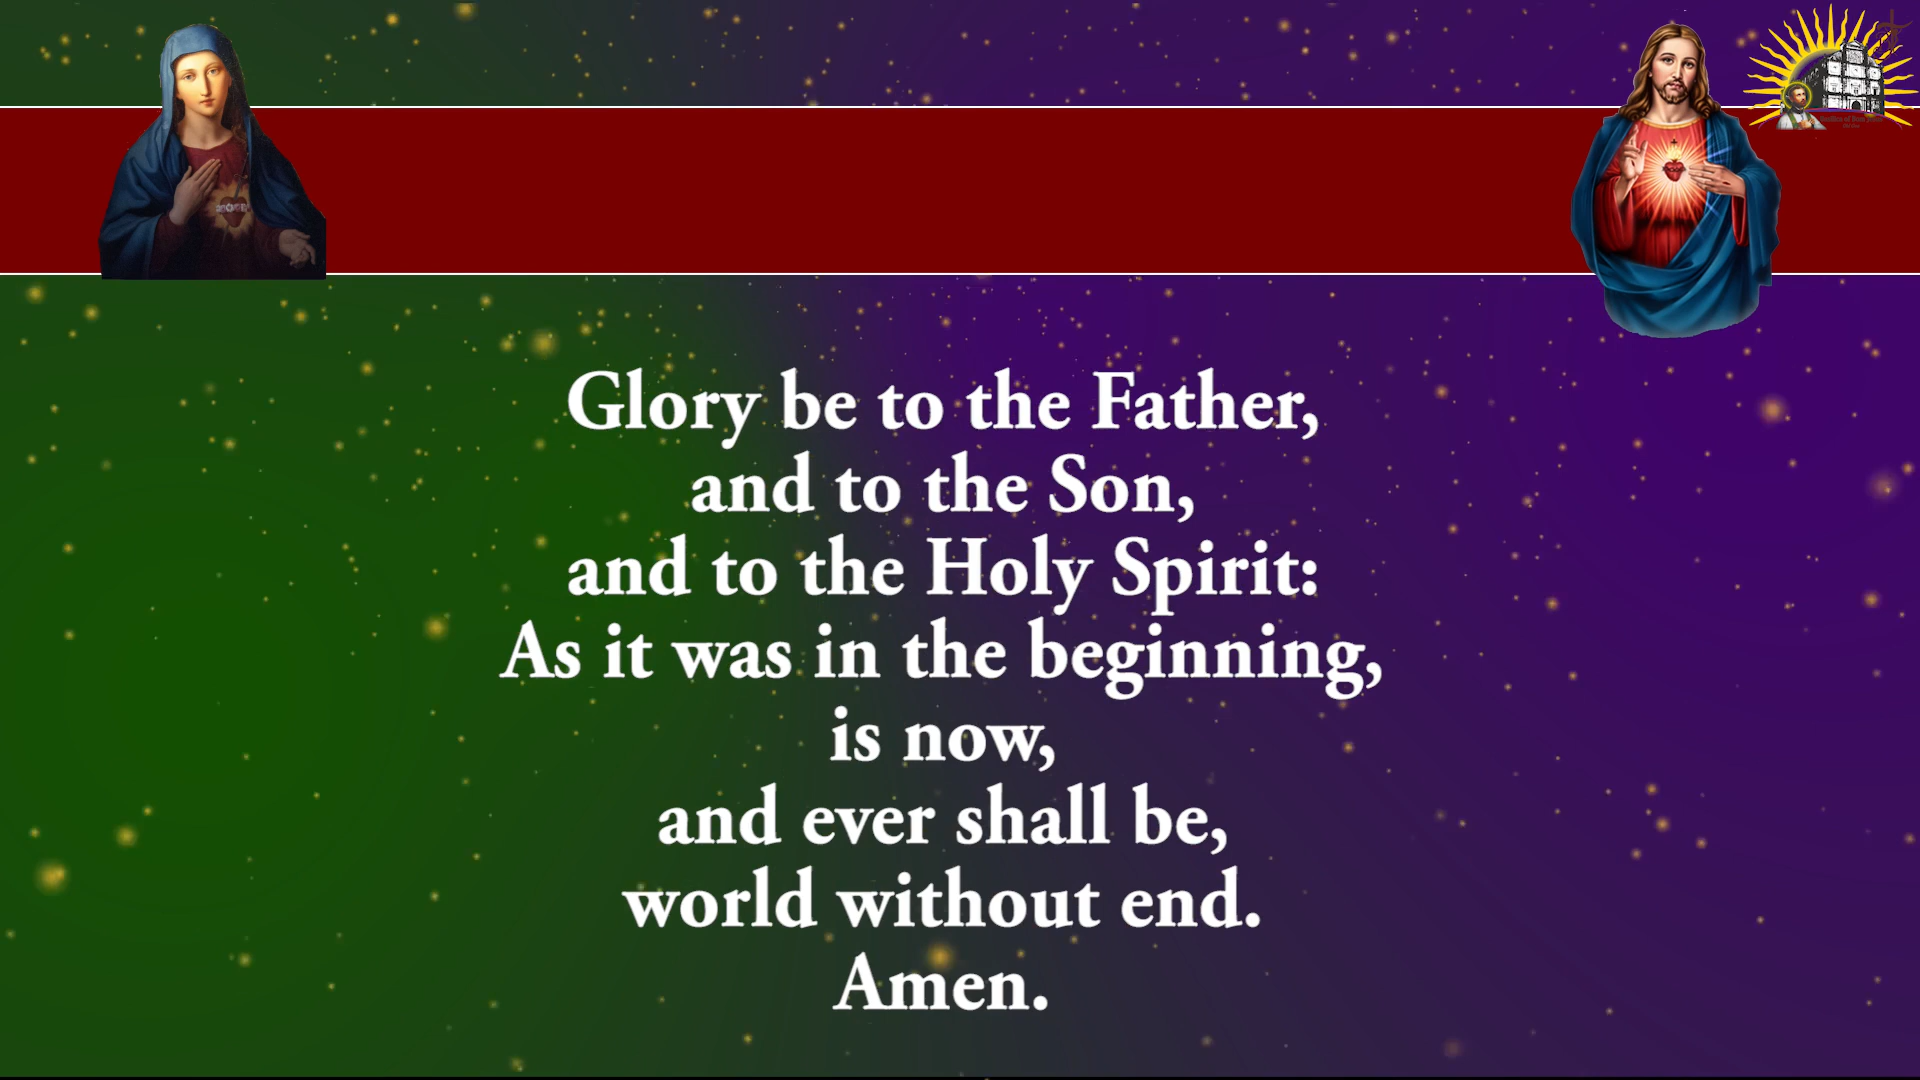 Glory be to the Father,
and to the Son,
and to the Holy Spirit:
As it was in the beginning,
is now,
and ever shall be,
world without end.
Amen.